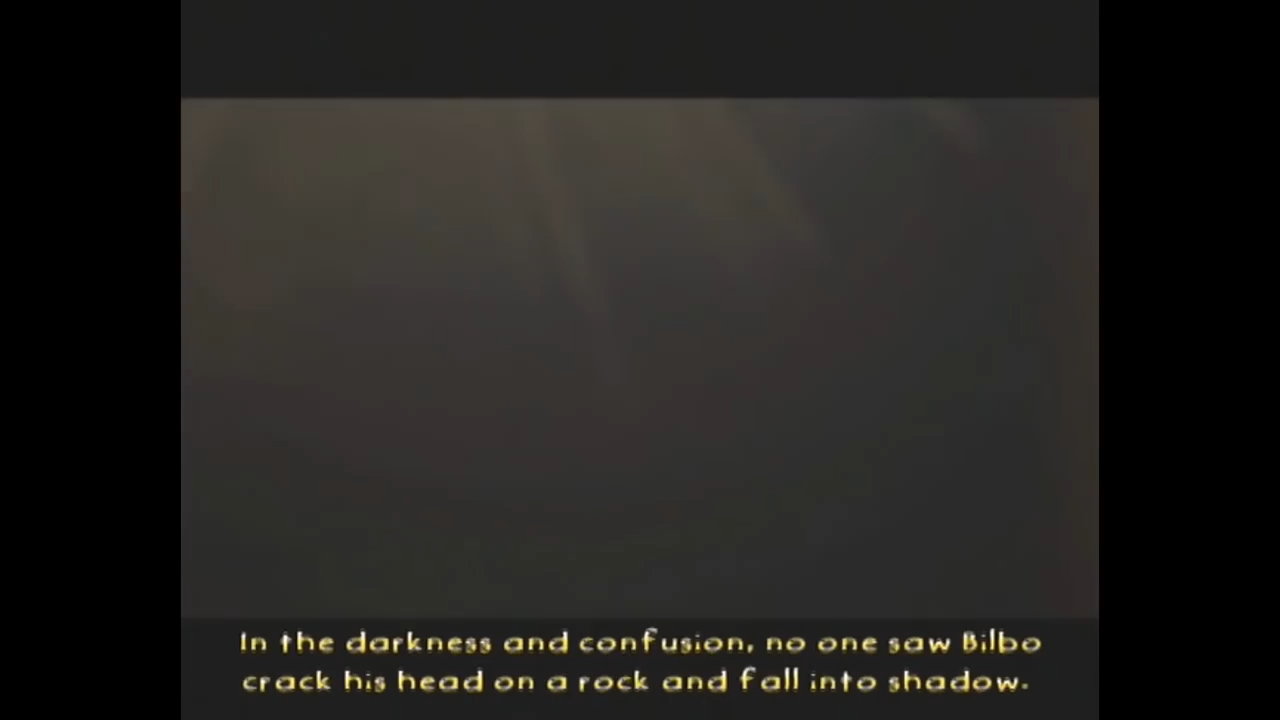 In the darkness and confusion, no one saw Bilbo
crack his head on a rock and fall into shadow.